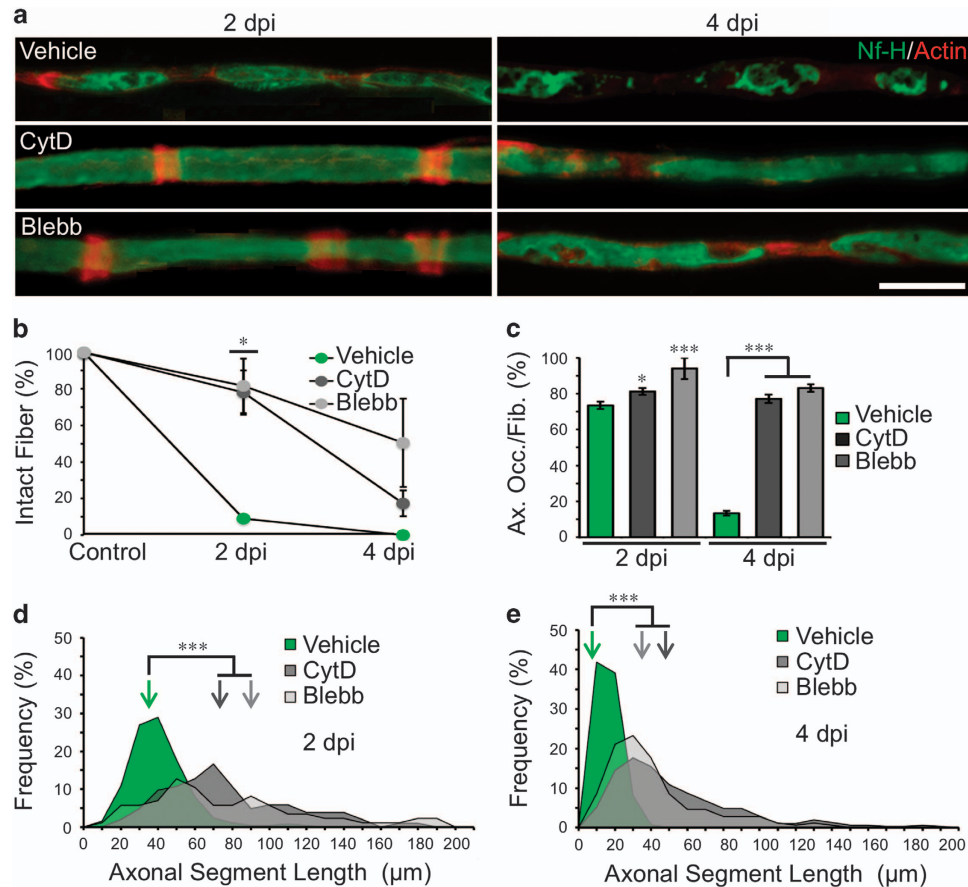 a
2 dpi
4 dpi
Vehicle
Nf-H/Actin
CytD
Blebb
b
Intact Fiber (%)
100
80
60
40
20
0
Control
2 dpi
4 dpi
*
Vehicle
CytD
Blebb
c
Ax. Occ./Fib. (%)
100
80
60
40
20
0
*
***
***
Vehicle
CytD
Blebb
2 dpi
4 dpi
d
Frequency (%)
50
40
30
20
10
0
***
Vehicle
CytD
Blebb
2 dpi
0 20 40 60 80 100 120 140 160 180 200
Axonal Segment Length (µm)
e
Frequency (%)
50
40
30
20
10
0
***
Vehicle
CytD
Blebb
4 dpi
0 20 40 60 80 100 120 140 160 180 200
Axonal Segment Length (µm)